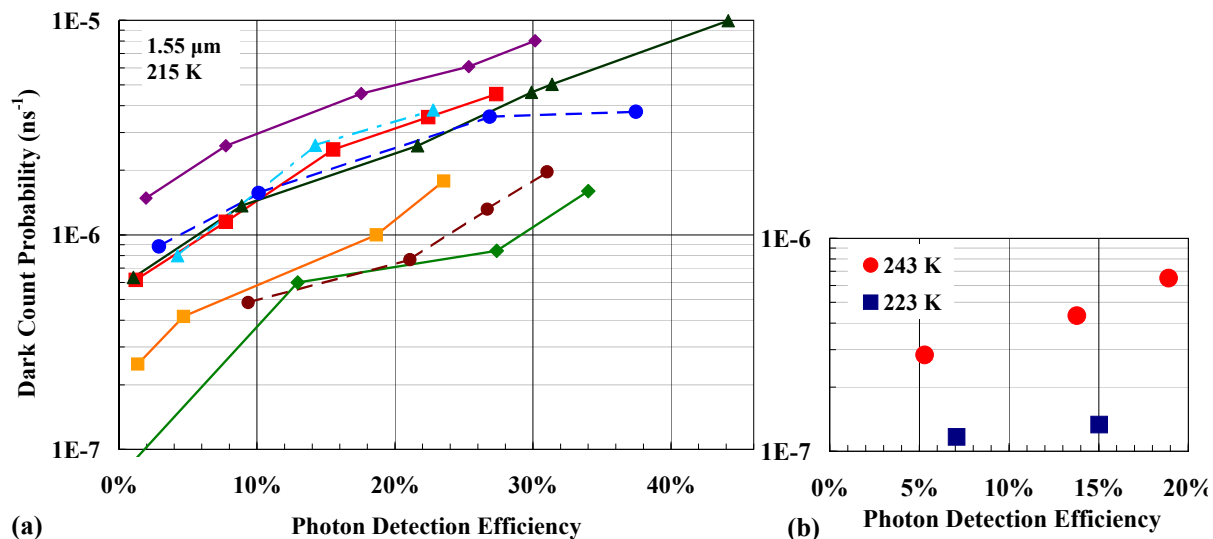 1E-5
1.55 μm
215 K
Dark Count Probability (ns⁻¹)
1E-6
1E-7
0% 10% 20% 30% 40%
(a) Photon Detection Efficiency
1E-6
243 K
223 K
1E-7
0% 5% 10% 15% 20%
(b) Photon Detection Efficiency